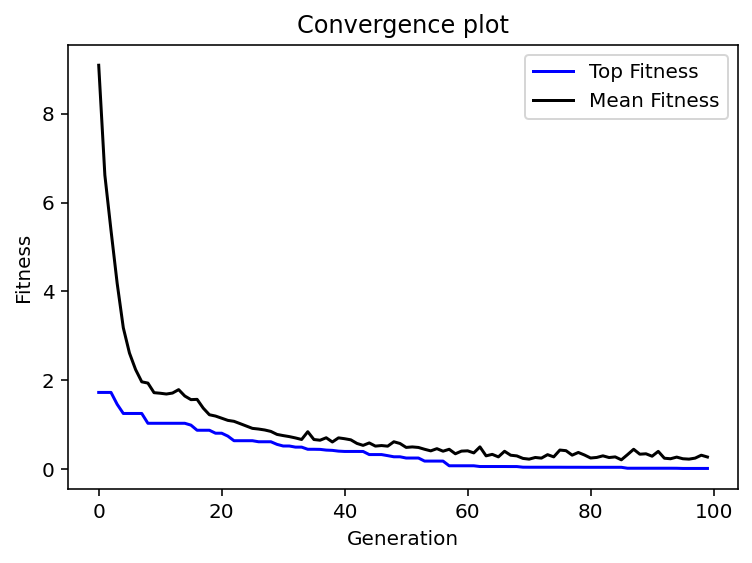 Convergence plot
Top Fitness
Mean Fitness
8
6
4
2
0
Fitness
0 20 40 60 80 100
Generation